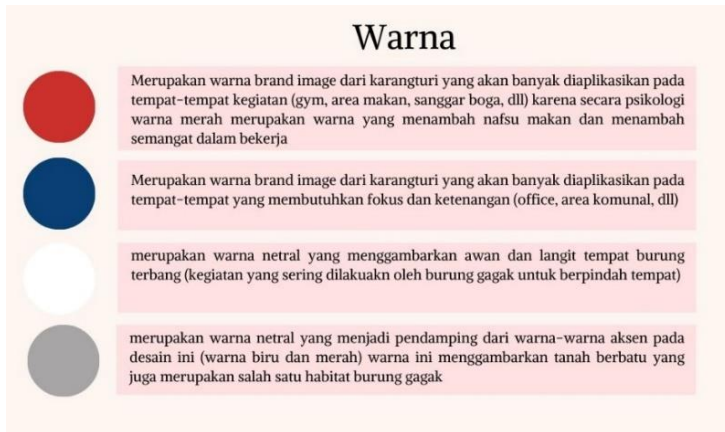 Warna
Merupakan warna brand image dari karangturi yang akan banyak diaplikasikan pada
tempat-tempat kegiatan (gym, area makan, sanggar boga, dll) karena secara psikologi
warna merah merupakan warna yang menambah nafsu makan dan menambah
semangat dalam bekerja
Merupakan warna brand image dari karangturi yang akan banyak diaplikasikan pada
tempat-tempat yang membutuhkan fokus dan ketenangan (office, area komunal, dll)
merupakan warna netral yang menggambarkan awan dan langit tempat burung
terbang (kegiatan yang sering dilakuakn oleh burung gagak untuk berpindah tempat)
merupakan warna netral yang menjadi pendamping dari warna-warna aksen pada
desain ini (warna biru dan merah) warna ini menggambarkan tanah berbatu yang
juga merupakan salah satu habitat burung gagak